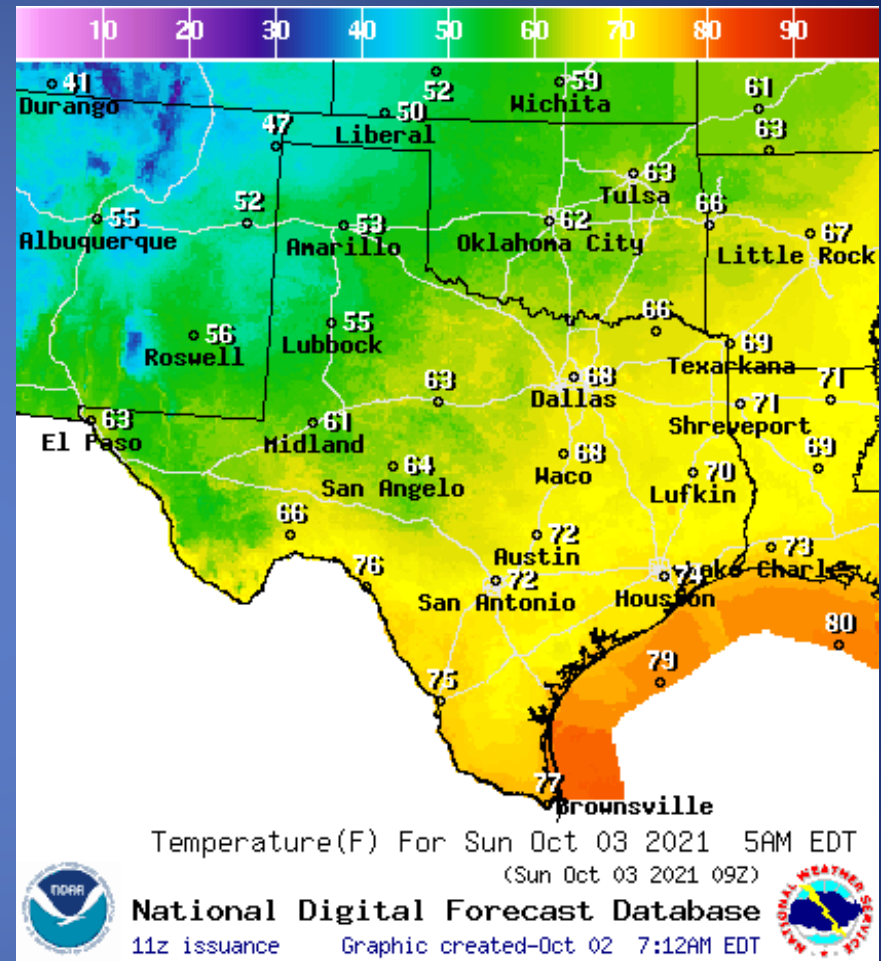 10 20 30 40 50 60 70 80 90
41
Durango
52
59
Wichita
61
50
Liberal
47
63
63
Tulsa
55
Albuquerque
52
53
Amarillo
62
Oklahoma City
66
67
Little Rock
56
Roswell
55
Lubbock
66
69
Texarkana
68
Dallas
63
71
Shreveport
71
63
El Paso
61
Midland
64
San Angelo
68
Waco
70
Lufkin
69
66
72
Austin
73
Lake Charles
76
72
San Antonio
74
Houston
80
79
75
77
Brownsville
Temperature(F) For Sun Oct 03 2021 5AM EDT
(Sun Oct 03 2021 09Z)
NOAA
National Digital Forecast Database
11z issuance Graphic created-Oct 02 7:12AM EDT
NATIONAL WEATHER SERVICE